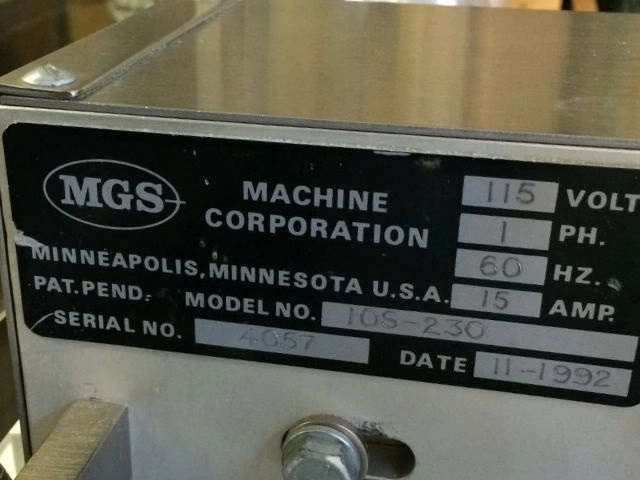 MGS
MACHINE
CORPORATION
MINNEAPOLIS, MINNESOTA U.S.A.
115 VOLT
1 PH.
60 HZ.
15 AMP.
PAT. PEND. MODEL NO. IOS-230
SERIAL NO. 4057
DATE 11-1992